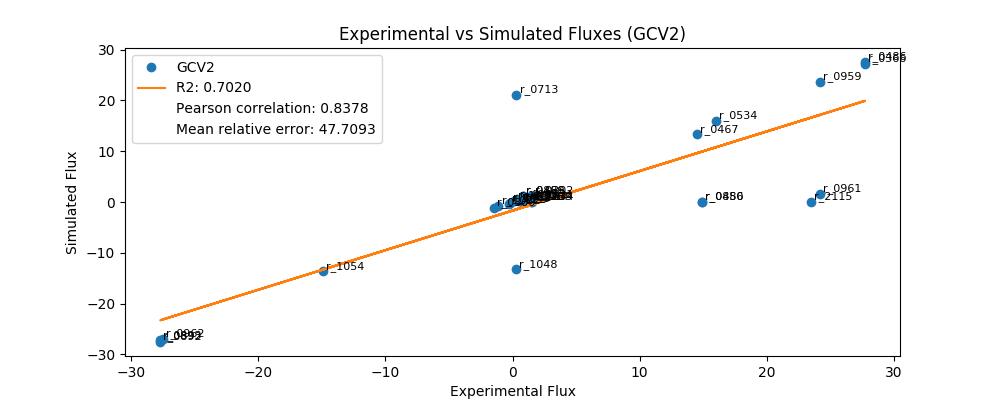 Experimental vs Simulated Fluxes (GCV2)
GCV2
R2: 0.7020
Pearson correlation: 0.8378
Mean relative error: 47.7093
r_0486
r_0959
r_0713
r_0534
r_0467
r_0961
r_2115
r_1048
r_1054
r_0962
30
20
10
0
−10
−20
−30
Simulated Flux
−30
−20
−10
0
10
20
30
Experimental Flux